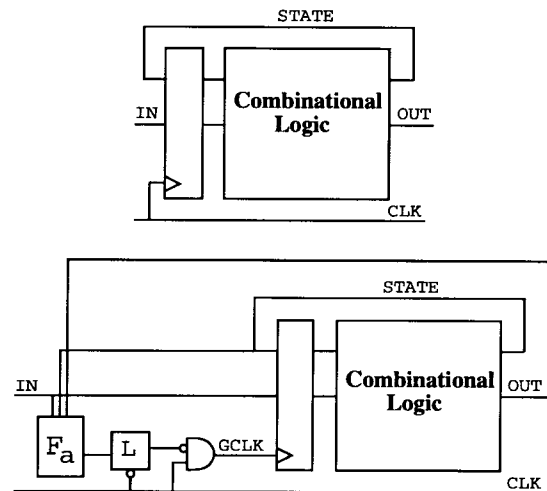 STATE
IN
Combinational
Logic
OUT
CLK
STATE
IN
Combinational
Logic
OUT
Fa
L
GCLK
CLK